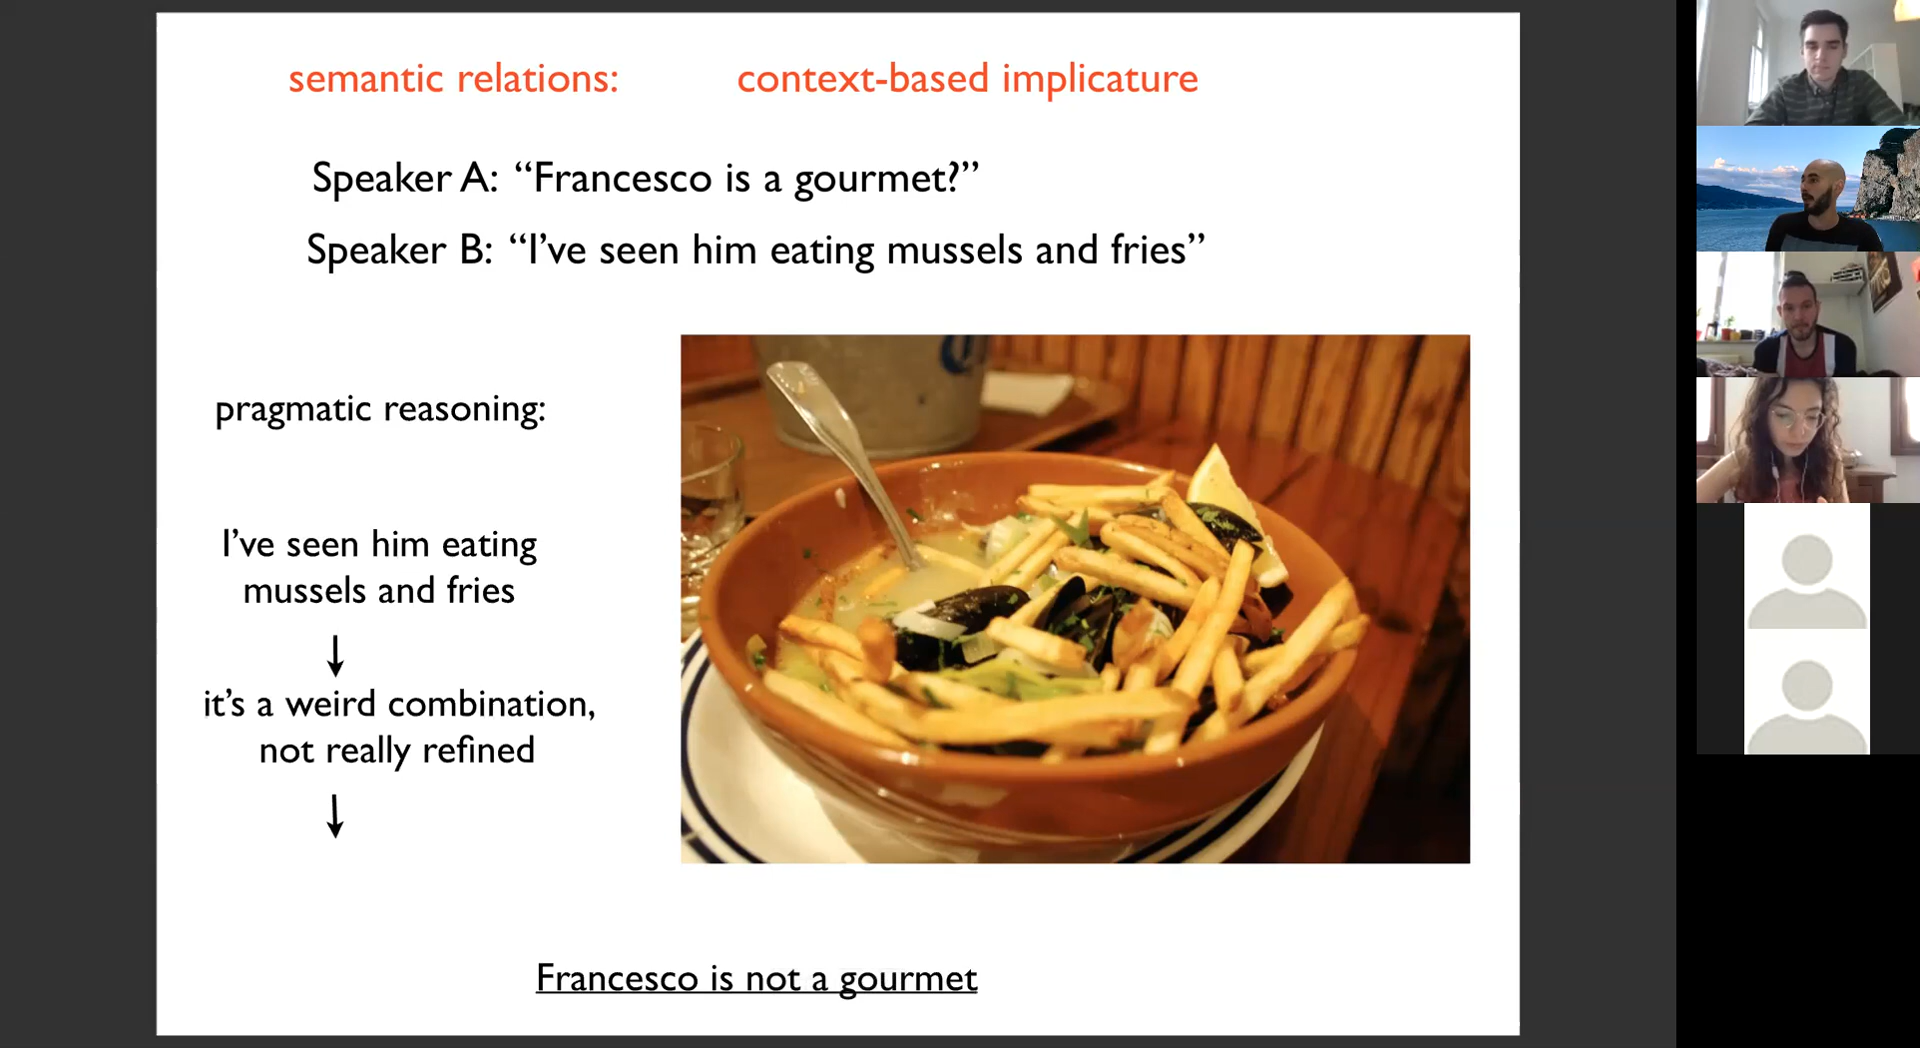 semantic relations: context-based implicature
Speaker A: “Francesco is a gourmet?”
Speaker B: “I’ve seen him eating mussels and fries”
pragmatic reasoning:
I’ve seen him eating
mussels and fries
↓
it’s a weird combination,
not really refined
↓
Francesco is not a gourmet